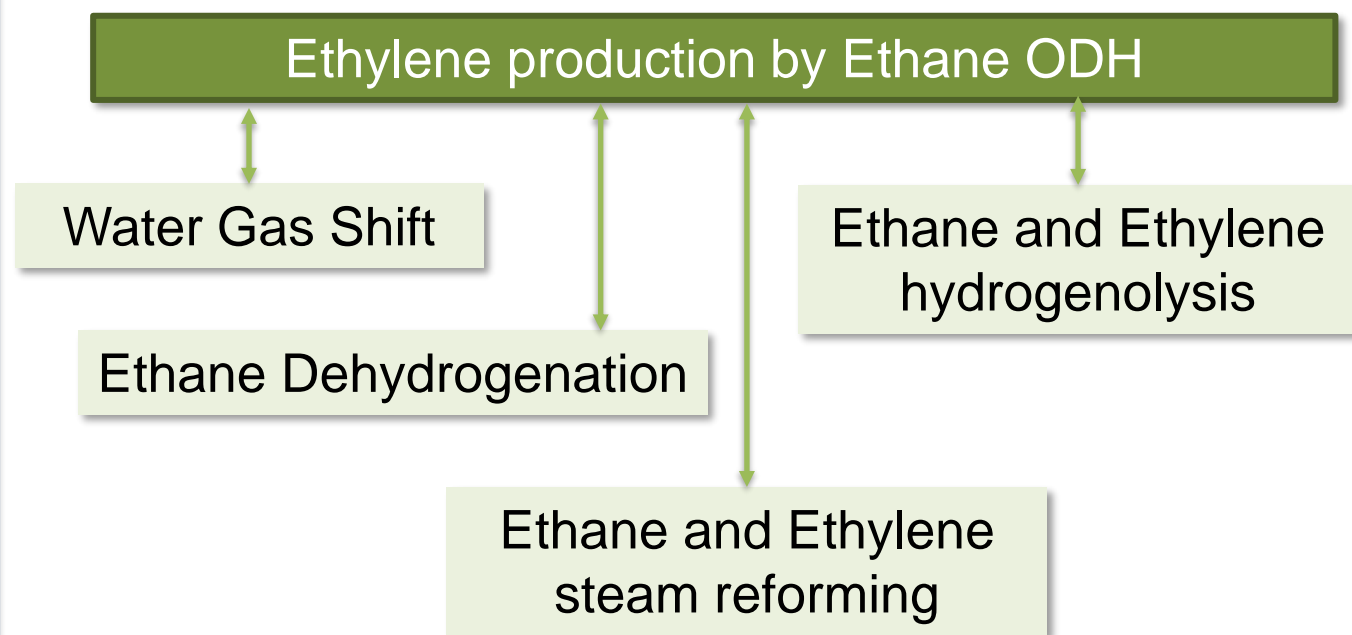 Ethylene production by Ethane ODH
Water Gas Shift
Ethane and Ethylene
hydrogenolysis
Ethane Dehydrogenation
Ethane and Ethylene
steam reforming